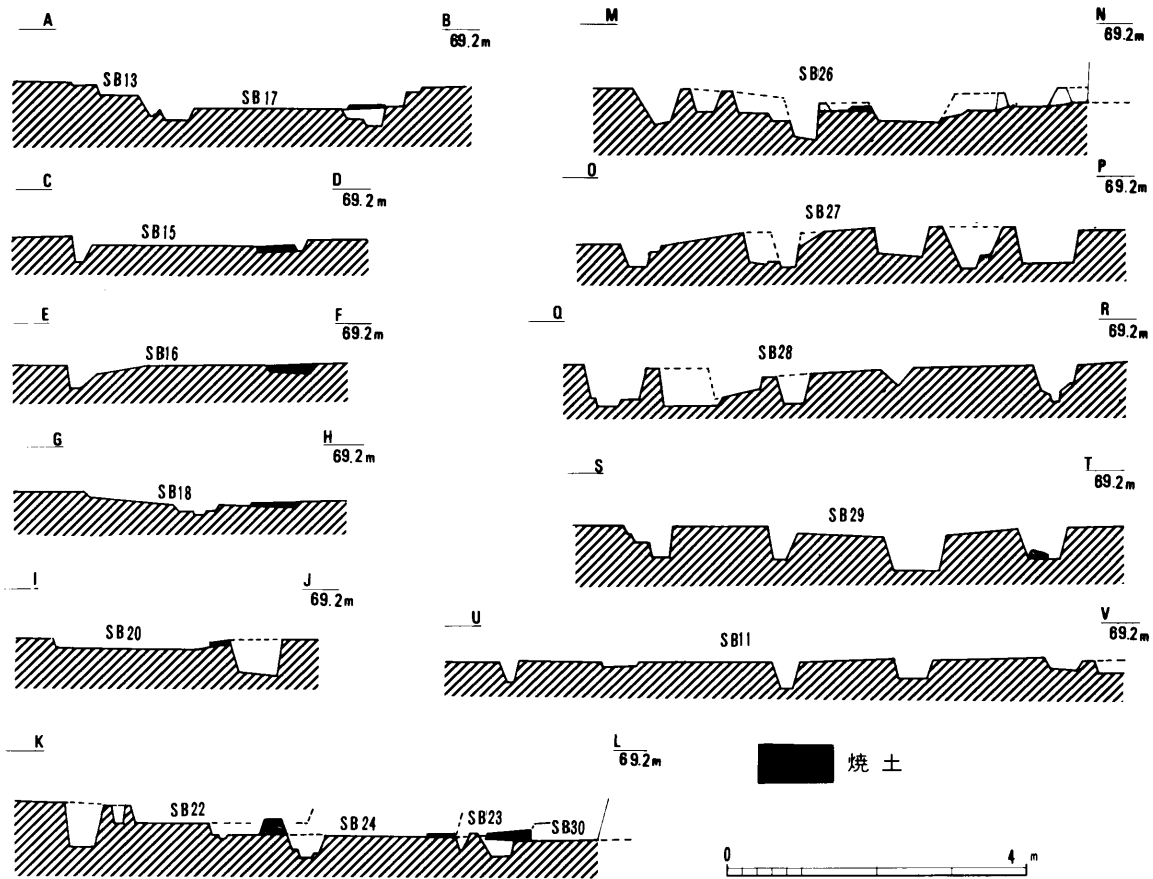 A B
69.2m
SB13 SB17
C D
69.2m
SB15
E F
69.2m
SB16
G H
69.2m
SB18
I J
69.2m
SB20
K L
69.2m
SB22 SB24 SB23 SB30
M N
69.2m
SB26
O P
69.2m
SB27
Q R
69.2m
SB28
S T
69.2m
SB29
U V
69.2m
SB11
焼土
0 4 m